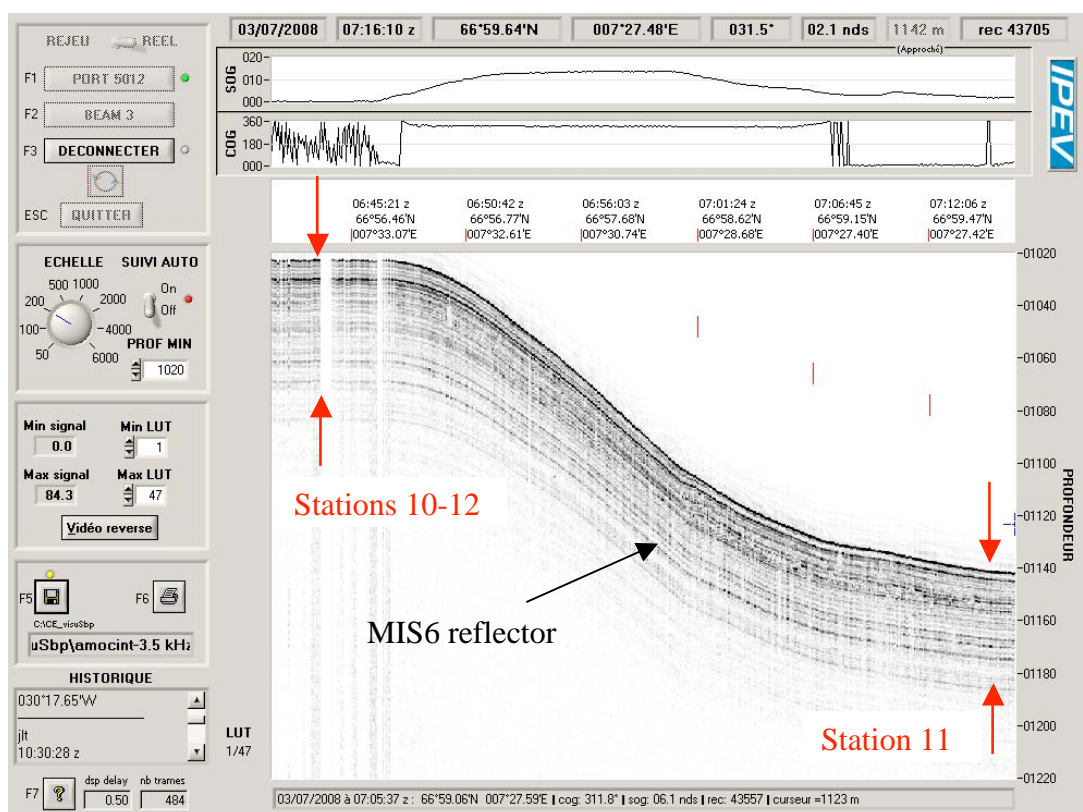 REJEU REEL
F1 PORT 5012
F2 BEAM 3
F3 DECONNECTER
ESC QUITTER
03/07/2008 07:16:10 z 66°59.64'N 007°27.48'E 031.5° 02.1 nds 1142 m rec 43705
(Approché)
SOG
020-
010-
000-
COG
360-
180-
000-
IPEV
06:45:21 z 06:50:42 z 06:56:03 z 07:01:24 z 07:06:45 z 07:12:06 z
66°56.46'N 66°56.77'N 66°57.68'N 66°58.62'N 66°59.15'N 66°59.47'N
007°33.07'E 007°32.61'E 007°30.74'E 007°28.68'E 007°27.40'E 007°27.42'E
ECHELLE SUIVI AUTO
500 1000 On
200 2000 Off
100- -4000
50 6000
PROF MIN
1020
Min signal Min LUT
0.0 1
Max signal Max LUT
84.3 47
Vidéo reverse
F5 F6
C:\CE_visuSbp
uSbp\amocint-3.5 kHz
HISTORIQUE
030°17.65'W
jlt
10:30:28 z
LUT
1/47
dsp delay nb trames
F7 ? 0.50 484
-01020
-01040
-01060
-01080
-01100
-01120
-01140
-01160
-01180
-01200
-01220
PROFONDEUR
Stations 10-12
MIS6 reflector
Station 11
03/07/2008 à 07:05:37 z : 66°59.06'N 007°27.59'E | cog: 311.8° | sog: 06.1 nds | rec: 43557 | curseur =1123 m